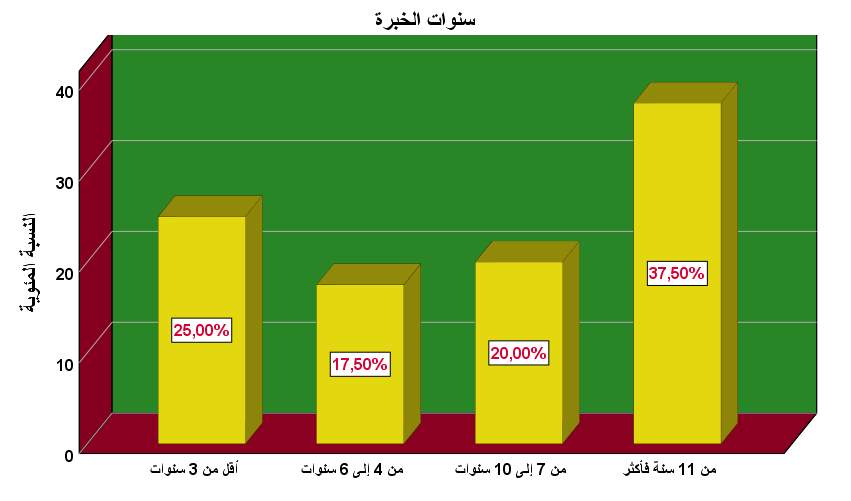 سنوات الخبرة
النسبة المئوية
40
30
20
10
0
25,00%
17,50%
20,00%
37,50%
أقل من 3 سنوات
من 4 إلى 6 سنوات
من 7 إلى 10 سنوات
من 11 سنة فأكثر